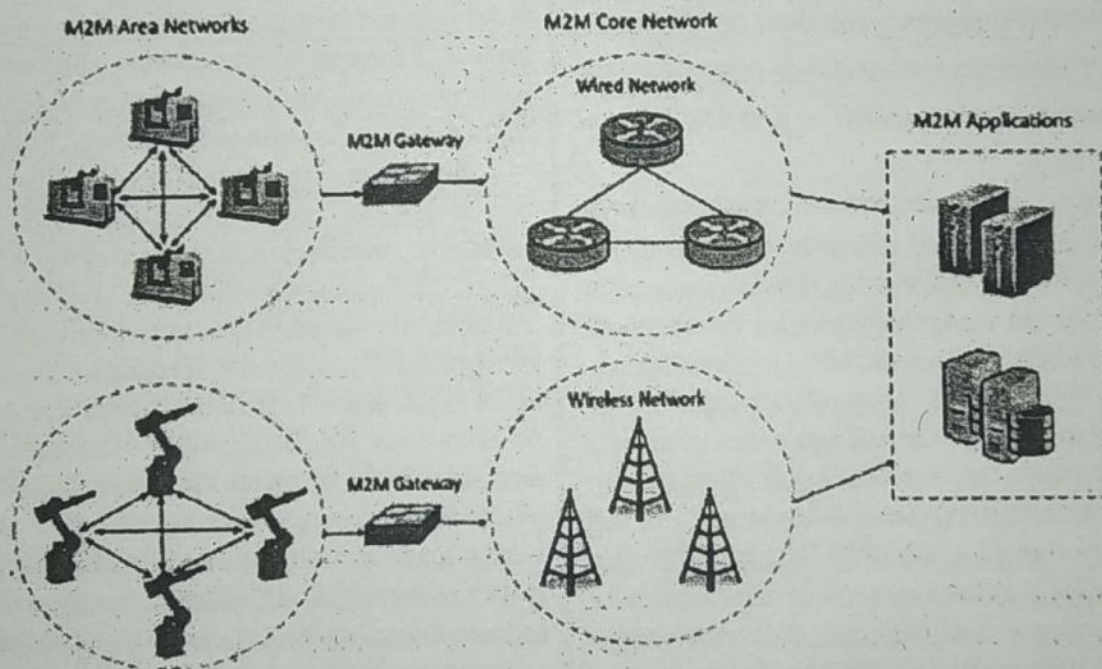 M2M Area Networks
M2M Core Network
Wired Network
M2M Applications
M2M Gateway
Wireless Network
M2M Gateway